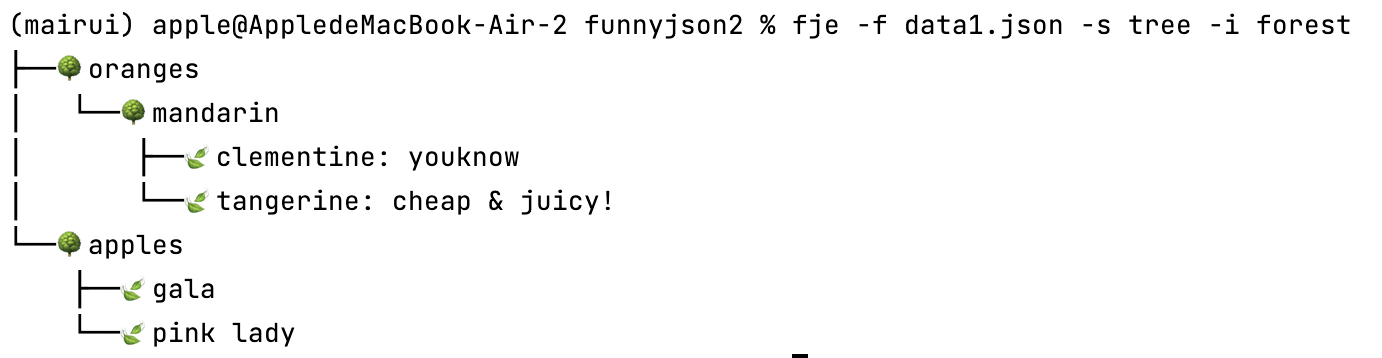 (mairui) apple@AppledeMacBook-Air-2 funnyjson2 % fje -f data1.json -s tree -i forest
├──🌳oranges
│   └──🌳mandarin
│       ├──🍃clementine: youknow
│       └──🍃tangerine: cheap & juicy!
└──🌳apples
    ├──🍃gala
    └──🍃pink lady